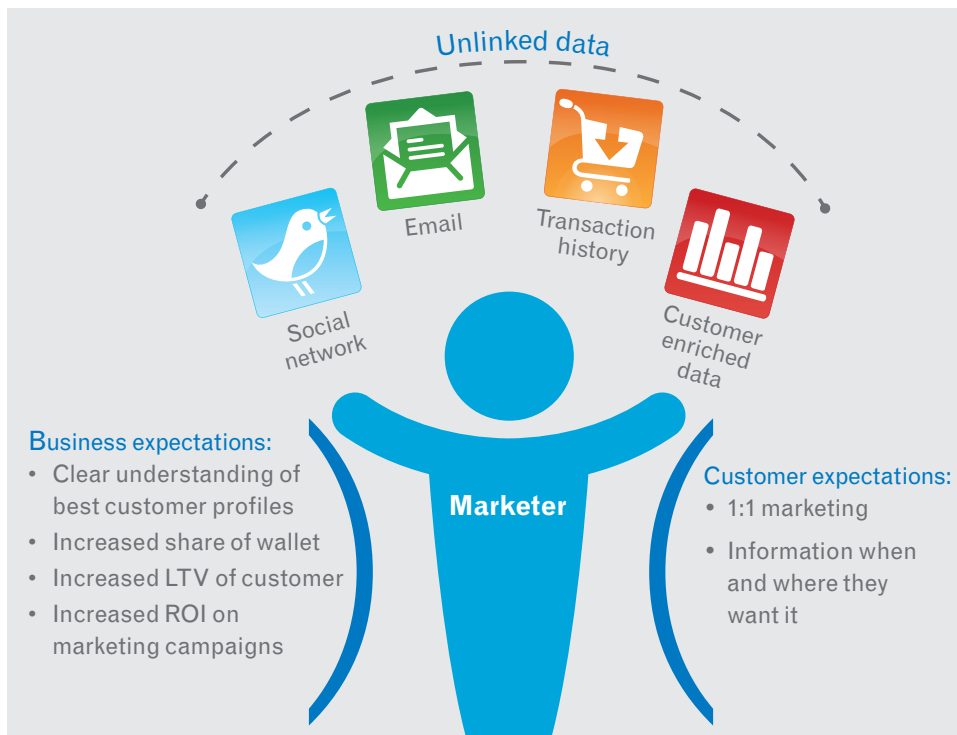 Unlinked data
Email
Transaction
history
Social
network
Customer
enriched
data
Business expectations:
• Clear understanding of
best customer profiles
• Increased share of wallet
• Increased LTV of customer
• Increased ROI on
marketing campaigns
Marketer
Customer expectations:
• 1:1 marketing
• Information when
and where they
want it